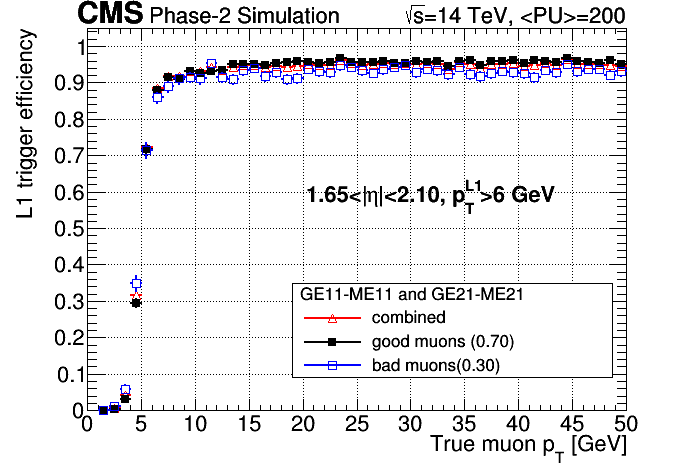 CMS Phase-2 Simulation √s=14 TeV, <PU>=200
L1 trigger efficiency
1
0.9
0.8
0.7
0.6
0.5
0.4
0.3
0.2
0.1
0
1.65<|η|<2.10, p_T^L1>6 GeV
GE11-ME11 and GE21-ME21
combined
good muons (0.70)
bad muons(0.30)
0 5 10 15 20 25 30 35 40 45 50
True muon p_T [GeV]